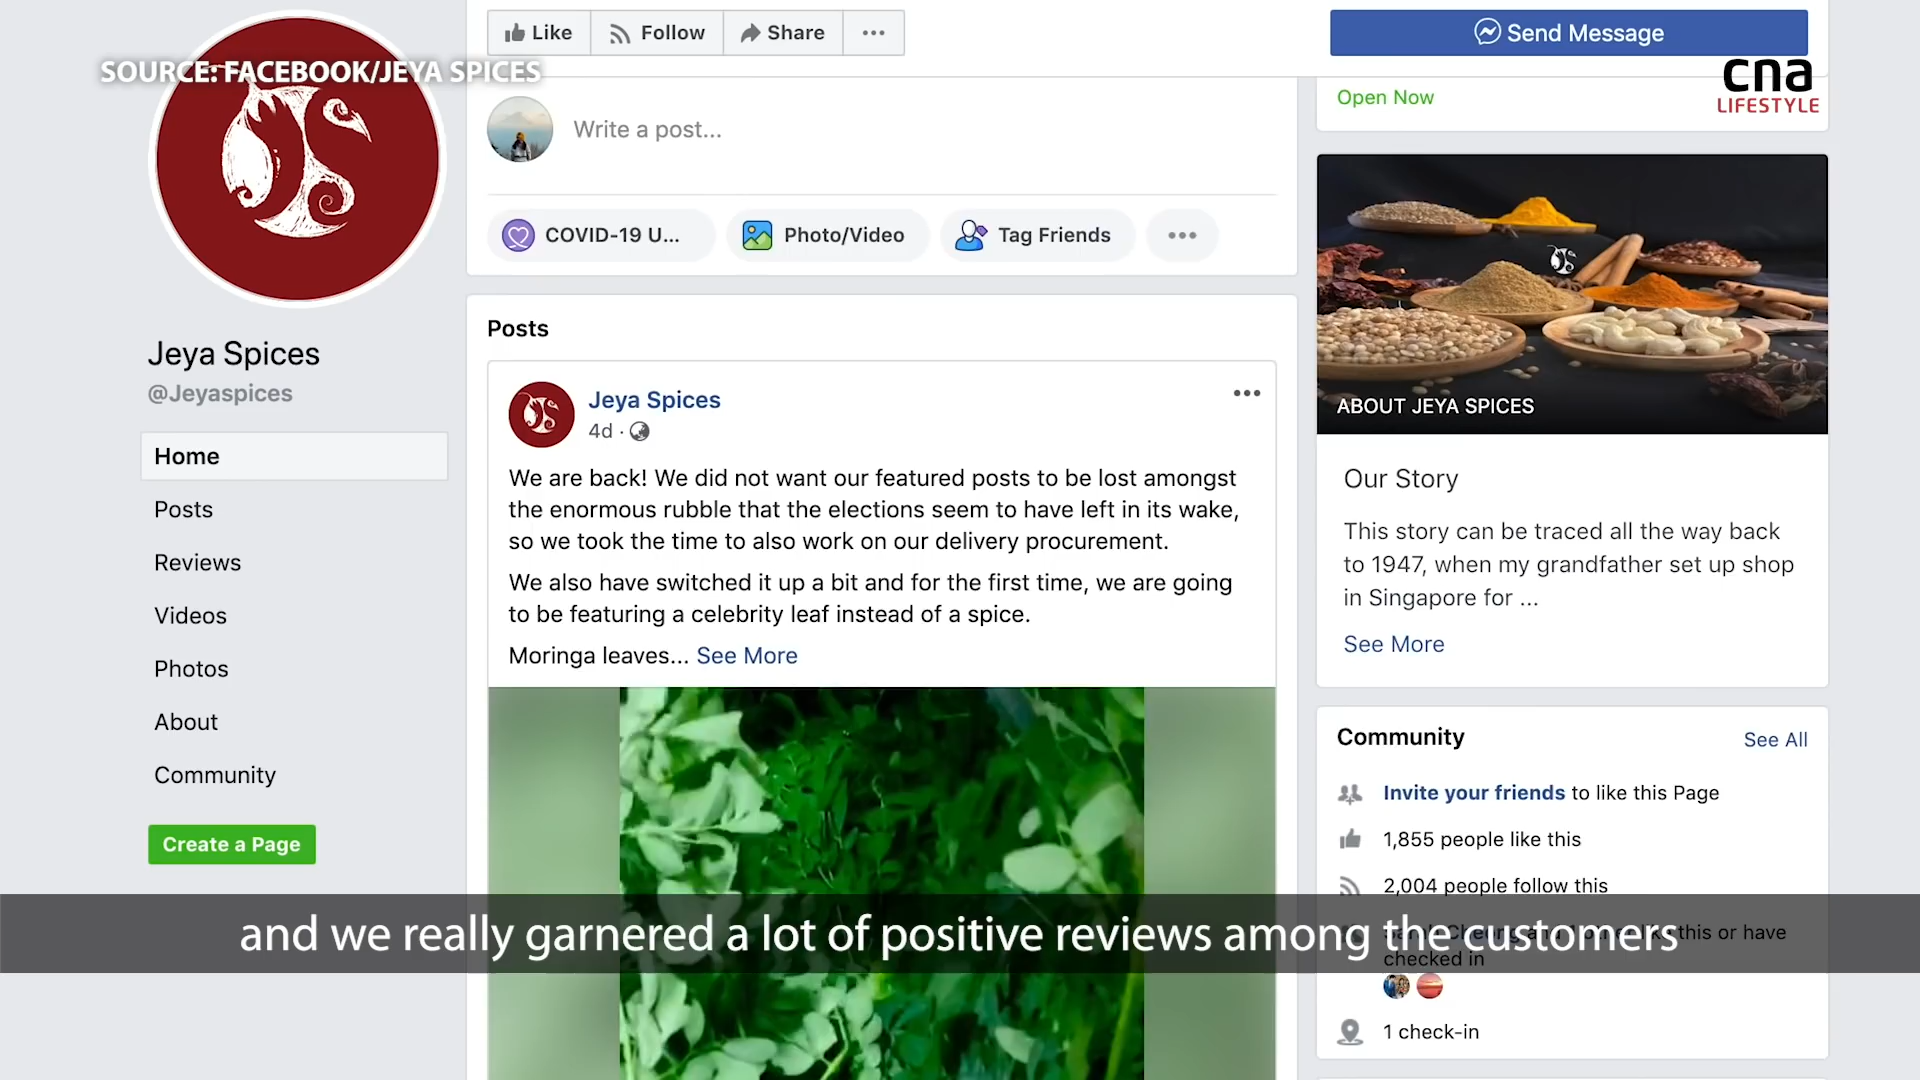 Like
Follow
Share
Send Message
SOURCE: FACEBOOK/JEYA SPICES
cna
LIFESTYLE
Open Now
Write a post...
COVID-19 U...
Photo/Video
Tag Friends
Jeya Spices
@Jeyaspices
Home
Posts
Reviews
Videos
Photos
About
Community
Create a Page
Posts
Jeya Spices
4d ·
We are back! We did not want our featured posts to be lost amongst
the enormous rubble that the elections seem to have left in its wake,
so we took the time to also work on our delivery procurement.
We also have switched it up a bit and for the first time, we are going
to be featuring a celebrity leaf instead of a spice.
Moringa leaves... See More
ABOUT JEYA SPICES
Our Story
This story can be traced all the way back
to 1947, when my grandfather set up shop
in Singapore for ...
See More
Community
See All
Invite your friends to like this Page
1,855 people like this
2,004 people follow this
this or have
checked in
1 check-in
and we really garnered a lot of positive reviews among the customers